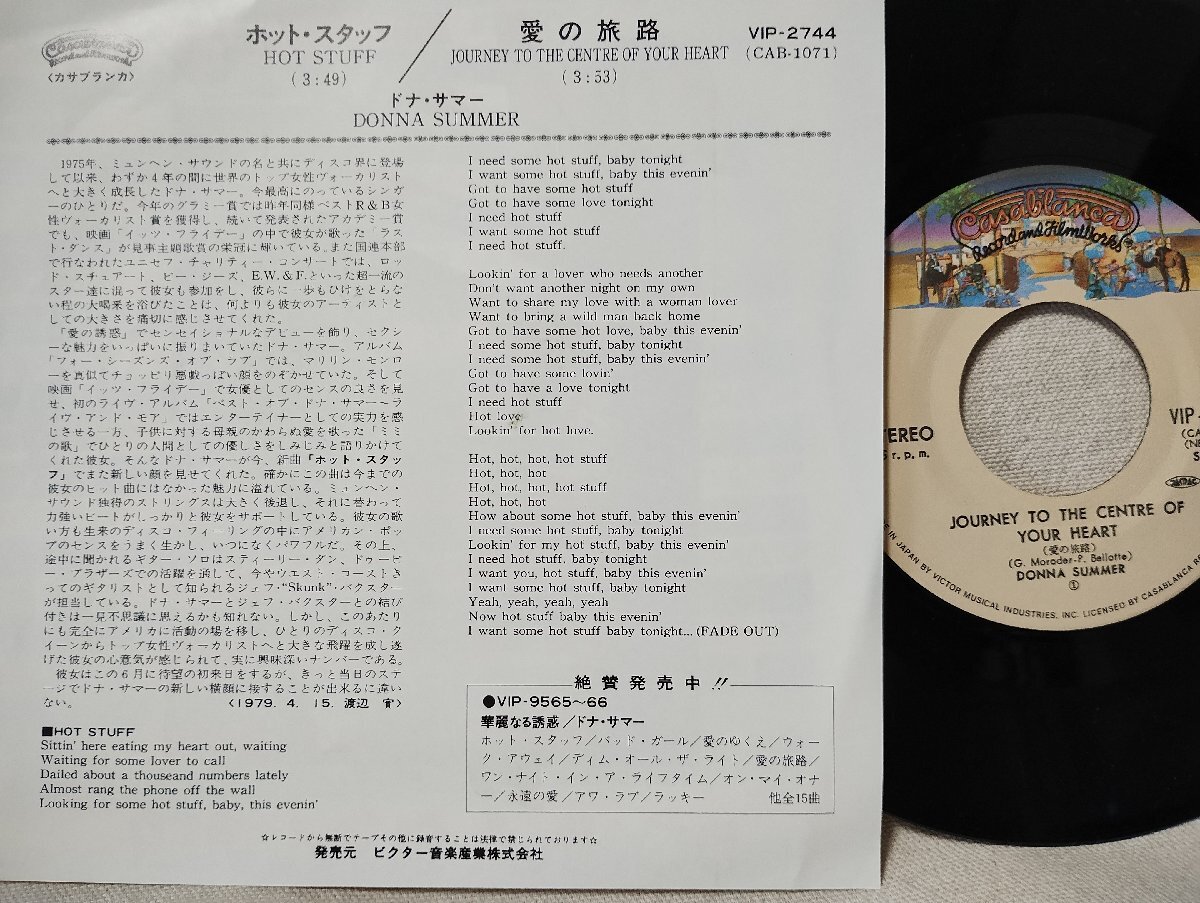 Casablanca
Record and FilmWorks
〈カサブランカ〉
ホット・スタッフ
HOT STUFF
(3:49)
愛の旅路
JOURNEY TO THE CENTRE OF YOUR HEART
(3:53)
VIP-2744
(CAB-1071)
ドナ・サマー
DONNA SUMMER
1975年、ミュンヘン・サウンドの名と共にディスコ界に登場
して以来、わずか4年の間に世界のトップ女性ヴォーカリスト
へと大きく成長したドナ・サマー。今最高にのっているシンガ
ーのひとりだ。今年のグラミー賞では昨年同様ベストR&B女
性ヴォーカリスト賞を獲得し、続いて発表されたアカデミー賞
でも、映画「イッツ・フライデー」の中で彼女が歌った「ラス
ト・ダンス」が見事主題歌賞の栄冠に輝いている。また国連本部
で行なわれたユニセフ・チャリティー・コンサートでは、ロッ
ド・スチュアート、ビー・ジーズ、E.W.&F.といった超一流の
スター達に混って彼女も参加をし、彼らに一歩もひけをとらな
い程の大喝采を浴びたことは、何よりも彼女のアーティストと
しての大きさを痛切に感じさせてくれた。
「愛の誘惑」でセンセイショナルなデビューを飾り、セクシ
ーな魅力をいっぱいに振りまいていたドナ・サマー。アルバム
「フォー・シーズンズ・オブ・ラブ」では、マリリン・モンロ
ーを真似てチョッピリ悪戯っぽい顔をのぞかせていた。そして
映画「イッツ・フライデー」で女優としてのセンスの良さを見
せ、初のライヴ・アルバム「ベスト・オブ・ドナ・サマー〜ラ
イヴ・アンド・モア」ではエンターテイナーとしての実力を感
じさせる一方、子供に対する母親のかわらぬ愛を歌った「ミミ
の歌」でひとりの人間としての優しさをしみじみと語りかけて
くれた彼女。そんなドナ・サマーが今、新曲「ホット・スタッ
フ」でまた新しい顔を見せてくれた。確かにこの曲は今までの
彼女のヒット曲にはなかった魅力に溢れている。ミュンヘン・
サウンド独得のストリングスは大きく後退し、それに替わって
力強いビートがしっかりと彼女をサポートしている。彼女の歌
い方も生来のディスコ・フィーリングの中にアメリカン・ポッ
プのセンスをうまく生かし、いつになくパワフルだ。その上、
途中に聞かれるギター・ソロはスティーリー・ダン、ドゥービ
ー・ブラザーズでの活躍を通して、今やウエスト・コーストき
ってのギタリストとして知られるジェフ・"Skunk"・バクスター
が担当している。ドナ・サマーとジェフ・バクスターとの結び
付きは一見不思議に思えるかも知れない。しかし、このあたり
にも完全にアメリカに活動の場を移し、ひとりのディスコ・ク
イーンからトップ女性ヴォーカリストへと大きな飛躍を成し遂
げた彼女の心意気が感じられて、実に興味深いナンバーである。
彼女はこの6月に待望の初来日をするが、きっと当日のステ
ージでドナ・サマーの新しい横顔に接することが出来るに違い
ない。
〈1979. 4. 15. 渡辺
■HOT STUFF
Sittin' here eating my heart out, waiting
Waiting for some lover to call
Dailed about a thouseand numbers lately
Almost rang the phone off the wall
Looking for some hot stuff, baby, this evenin'
I need some hot stuff, baby tonight
I want some hot stuff, baby this evenin'
Got to have some hot stuff
Got to have some love tonight
I need hot stuff
I want some hot stuff
I need hot stuff.
Lookin' for a lover who needs another
Don't want another night on my own
Want to share my love with a woman lover
Want to bring a wild man back home
Got to have some hot love, baby this evenin'
I need some hot stuff, baby tonight
I need some hot stuff, baby this evenin'
Got to have some lovin'
Got to have a love tonight
I need hot stuff
Hot love
Lookin' for hot love.
Hot, hot, hot, hot stuff
Hot, hot, hot
Hot, hot, hot, hot stuff
Hot, hot, hot
How about some hot stuff, baby this evenin'
I need some hot stuff, baby tonight
Lookin' for my hot stuff, baby this evenin'
I need hot stuff, baby tonight
I want you, hot stuff, baby this evenin'
I want some hot stuff, baby tonight
Yeah, yeah, yeah, yeah
Now hot stuff baby this evenin'
I want some hot stuff baby tonight...(FADE OUT)
絶賛発売中!!
●VIP-9565〜66
華麗なる誘惑/ドナ・サマー
ホット・スタッフ/バッド・ガール/愛のゆくえ/ウォー
ク・アウェイ/ディム・オール・ザ・ライト/愛の旅路/
ワン・ナイト・イン・ア・ライフタイム/オン・マイ・オナ
ー/永遠の愛/アワ・ラブ/ラッキー 他全15曲
☆レコードから無断でテープその他に録音することは法律で禁じられております☆
発売元 ビクター音楽産業株式会社
Casablanca
Record and FilmWorks
TEREO
r.p.m.
VIP
JOURNEY TO THE CENTRE OF
YOUR HEART
(愛の旅路)
(G. Moroder-P. Bellotte)
DONNA SUMMER
①
E IN JAPAN BY VICTOR MUSICAL INDUSTRIES, INC. LICENSED BY CASABLANCA RE